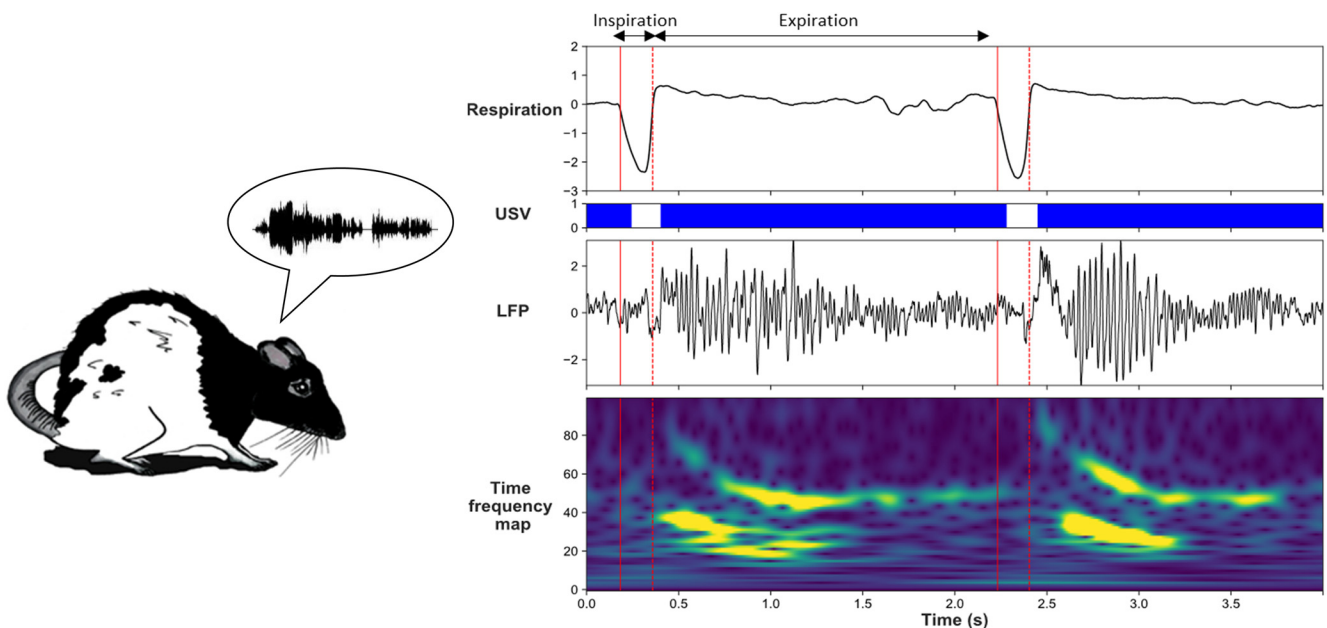 Inspiration Expiration
Respiration
2
1
0
−1
−2
−3
USV
1
0
LFP
2
0
−2
Time
frequency
map
80
60
40
20
0
0.0 0.5 1.0 1.5 2.0 2.5 3.0 3.5
Time (s)